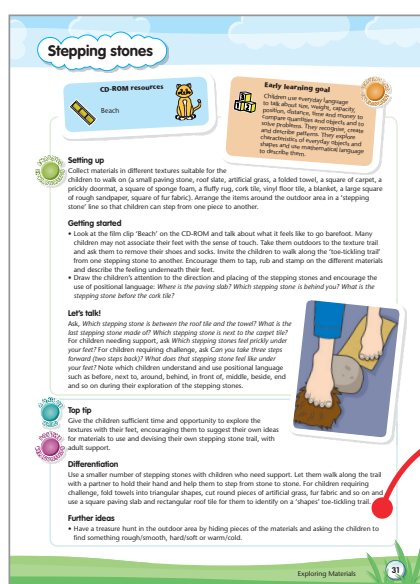 Stepping stones
CD-ROM resources
Beach
Early learning goal
Children use everyday language
to talk about size, weight, capacity,
position, distance, time and money to
compare quantities and objects and to
solve problems. They recognise, create
and describe patterns. They explore
characteristics of everyday objects and
shapes and use mathematical language
to describe them.
Setting up
Collect materials in different textures suitable for the
children to walk on (a small paving stone, roof slate, artificial grass, a folded towel, a square of carpet, a
prickly doormat, a square of sponge foam, a fluffy rug, cork tile, vinyl floor tile, a blanket, a large square
of rough sandpaper, square of fur fabric). Arrange the items around the outdoor area in a 'stepping
stone' line so that children can step from one piece to another.
Getting started
• Look at the film clip 'Beach' on the CD-ROM and talk about what it feels like to go barefoot. Many
children may not associate their feet with the sense of touch. Take them outdoors to the texture trail
and ask them to remove their shoes and socks. Invite the children to walk along the 'toe-tickling trail'
from one stepping stone to another. Encourage them to tap, rub and stamp on the different materials
and describe the feeling underneath their feet.
• Draw the children's attention to the direction and placing of the stepping stones and encourage the
use of positional language: Where is the paving slab? Which stepping stone is behind you? What is the
stepping stone before the cork tile?
Let's talk!
Ask, Which stepping stone is between the roof tile and the towel? What is the
last stepping stone made of? Which stepping stone is next to the carpet tile?
For children needing support, ask Which stepping stones feel prickly under
your feet? For children requiring challenge, ask Can you take three steps
forward (two steps back)? What does that stepping stone feel like under
your feet? Note which children understand and use positional language
such as before, next to, around, behind, in front of, middle, beside, end
and so on during their exploration of the stepping stones.
Top tip
Give the children sufficient time and opportunity to explore the
textures with their feet, encouraging them to suggest their own ideas
for materials to use and devising their own stepping stone trail, with
adult support.
Differentiation
Use a smaller number of stepping stones with children who need support. Let them walk along the trail
with a partner to hold their hand and help them to step from stone to stone. For children requiring
challenge, fold towels into triangular shapes, cut round pieces of artificial grass, fur fabric and so on and
use a square paving slab and rectangular roof tile for them to identify on a 'shapes' toe-tickling trail.
Further ideas
• Have a treasure hunt in the outdoor area by hiding pieces of the materials and asking the children to
find something rough/smooth, hard/soft or warm/cold.
Exploring Materials
31